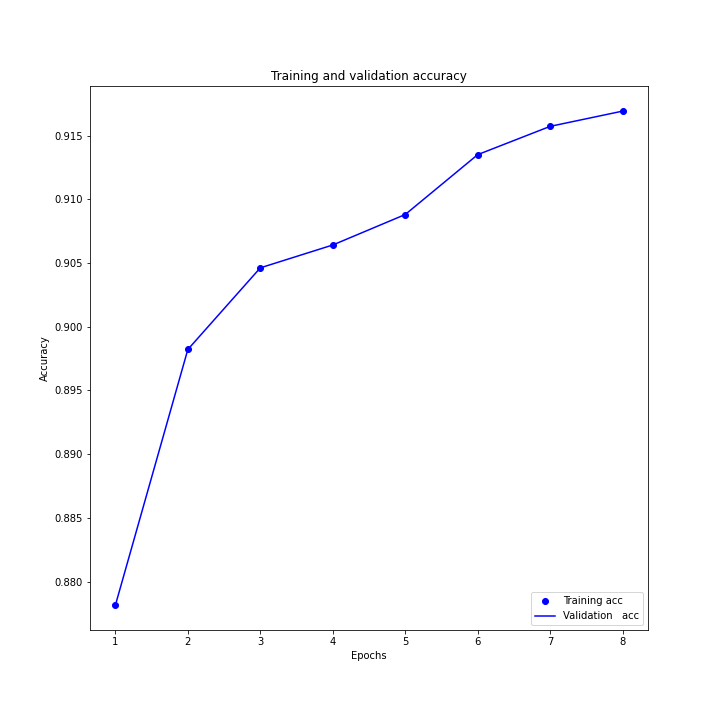 Training and validation accuracy
0.915
0.910
0.905
0.900
0.895
0.890
0.885
0.880
Accuracy
1 2 3 4 5 6 7 8
Epochs
Training acc
Validation   acc